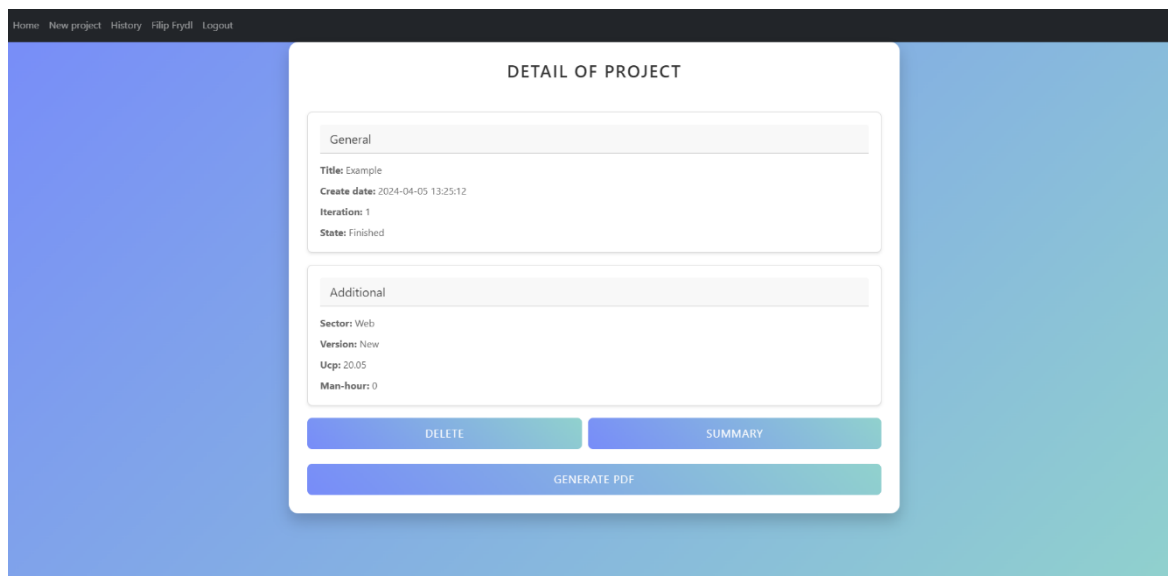 Home New project History Filip Frydl Logout
DETAIL OF PROJECT
General
Title: Example
Create date: 2024-04-05 13:25:12
Iteration: 1
State: Finished
Additional
Sector: Web
Version: New
Ucp: 20.05
Man-hour: 0
DELETE SUMMARY
GENERATE PDF